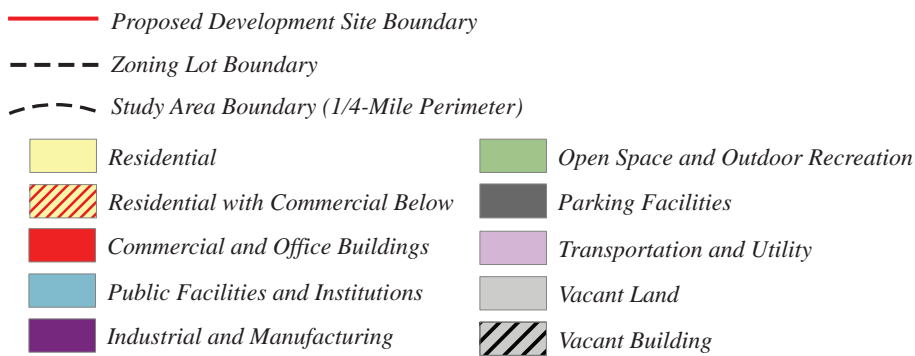 Proposed Development Site Boundary
Zoning Lot Boundary
Study Area Boundary (1/4-Mile Perimeter)
Residential
Residential with Commercial Below
Commercial and Office Buildings
Public Facilities and Institutions
Industrial and Manufacturing
Open Space and Outdoor Recreation
Parking Facilities
Transportation and Utility
Vacant Land
Vacant Building